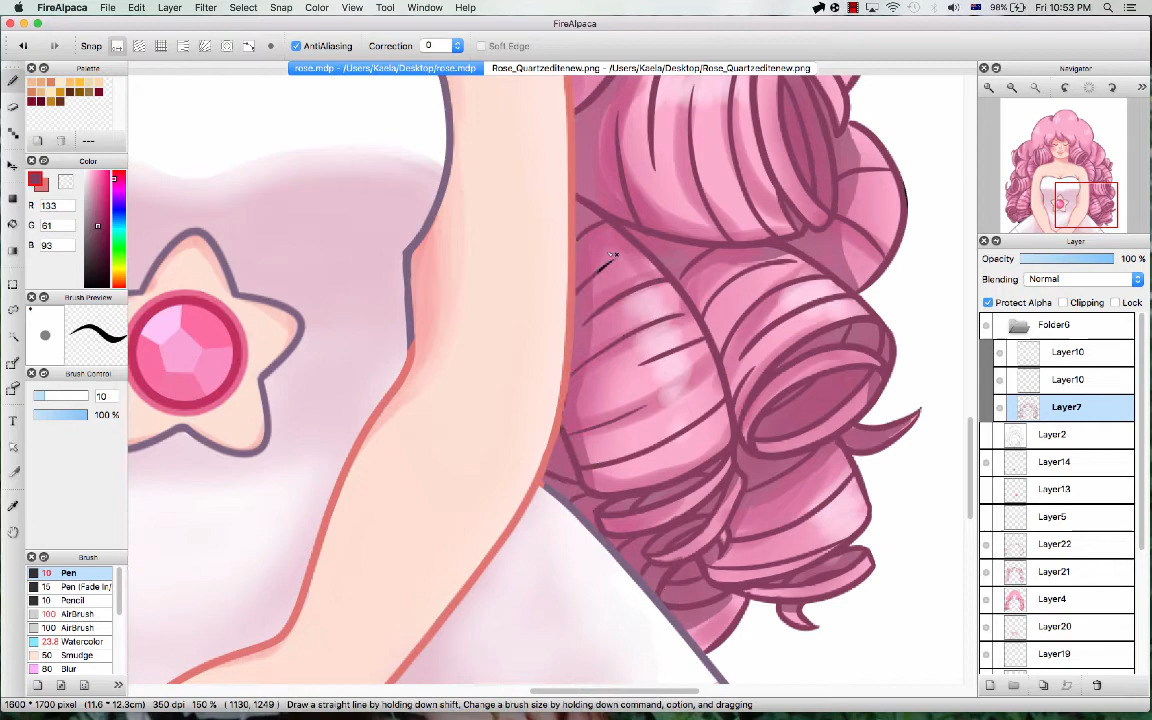 FireAlpaca File Edit Layer Filter Select Snap Color View Tool Window Help 98% Fri 10:53 PM
FireAlpaca
Snap AntiAliasing Correction 0 Soft Edge
Palette
rose.mdp - /Users/Kaela/Desktop/rose.mdp
Rose_Quartzeditenew.png - /Users/Kaela/Desktop/Rose_Quartzeditenew.png
Navigator
---
Color
R 133
G 61
B 93
Brush Preview
Brush Control
10
100 %
Brush
10 Pen
15 Pen (Fade In/
10 Pencil
100 AirBrush
100 AirBrush
23.8 Watercolor
50 Smudge
80 Blur
Layer
Opacity 100 %
Blending Normal
Protect Alpha Clipping Lock
Folder6
Layer10
Layer10
Layer7
Layer2
Layer14
Layer13
Layer5
Layer22
Layer21
Layer4
Layer20
Layer19
1600 * 1700 pixel (11.6 * 12.3cm) 350 dpi 150 % ( 1130, 1249 ) Draw a straight line by holding down shift, Change a brush size by holding down command, option, and dragging